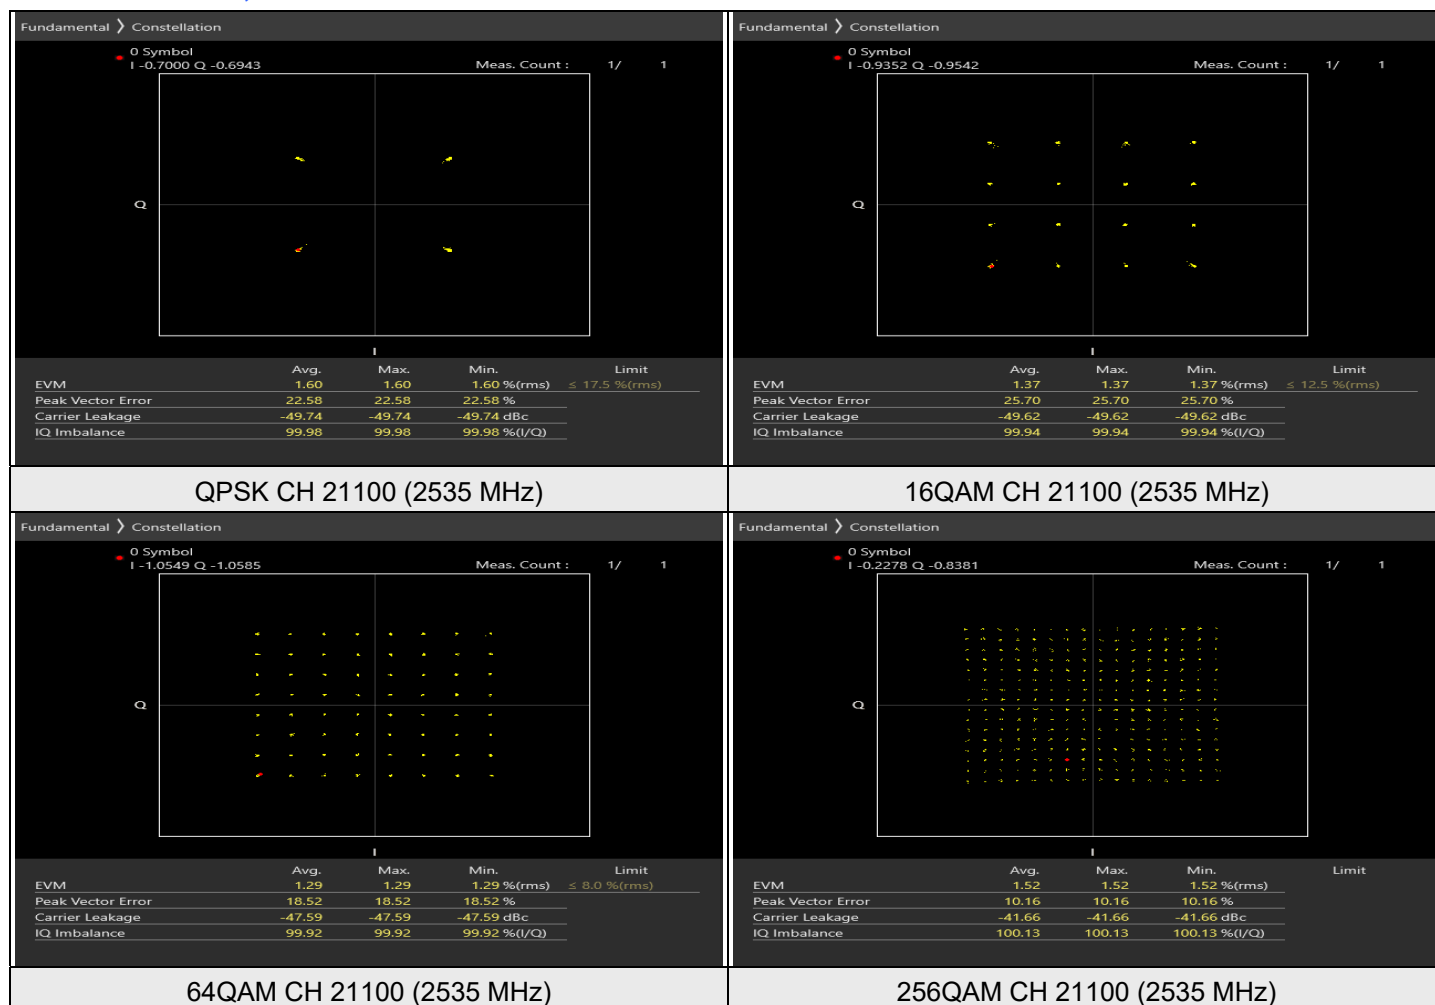 Fundamental ❯ Constellation
0 Symbol
I -0.7000 Q -0.6943 Meas. Count : 1/ 1
Q
I
Avg. Max. Min. Limit
EVM 1.60 1.60 1.60 %(rms) ≤ 17.5 %(rms)
Peak Vector Error 22.58 22.58 22.58 %
Carrier Leakage -49.74 -49.74 -49.74 dBc
IQ Imbalance 99.98 99.98 99.98 %(I/Q)
QPSK CH 21100 (2535 MHz)
Fundamental ❯ Constellation
0 Symbol
I -0.9352 Q -0.9542 Meas. Count : 1/ 1
Q
I
Avg. Max. Min. Limit
EVM 1.37 1.37 1.37 %(rms) ≤ 12.5 %(rms)
Peak Vector Error 25.70 25.70 25.70 %
Carrier Leakage -49.62 -49.62 -49.62 dBc
IQ Imbalance 99.94 99.94 99.94 %(I/Q)
16QAM CH 21100 (2535 MHz)
Fundamental ❯ Constellation
0 Symbol
I -1.0549 Q -1.0585 Meas. Count : 1/ 1
Q
I
Avg. Max. Min. Limit
EVM 1.29 1.29 1.29 %(rms) ≤ 8.0 %(rms)
Peak Vector Error 18.52 18.52 18.52 %
Carrier Leakage -47.59 -47.59 -47.59 dBc
IQ Imbalance 99.92 99.92 99.92 %(I/Q)
64QAM CH 21100 (2535 MHz)
Fundamental ❯ Constellation
0 Symbol
I -0.2278 Q -0.8381 Meas. Count : 1/ 1
Q
I
Avg. Max. Min. Limit
EVM 1.52 1.52 1.52 %(rms)
Peak Vector Error 10.16 10.16 10.16 %
Carrier Leakage -41.66 -41.66 -41.66 dBc
IQ Imbalance 100.13 100.13 100.13 %(I/Q)
256QAM CH 21100 (2535 MHz)